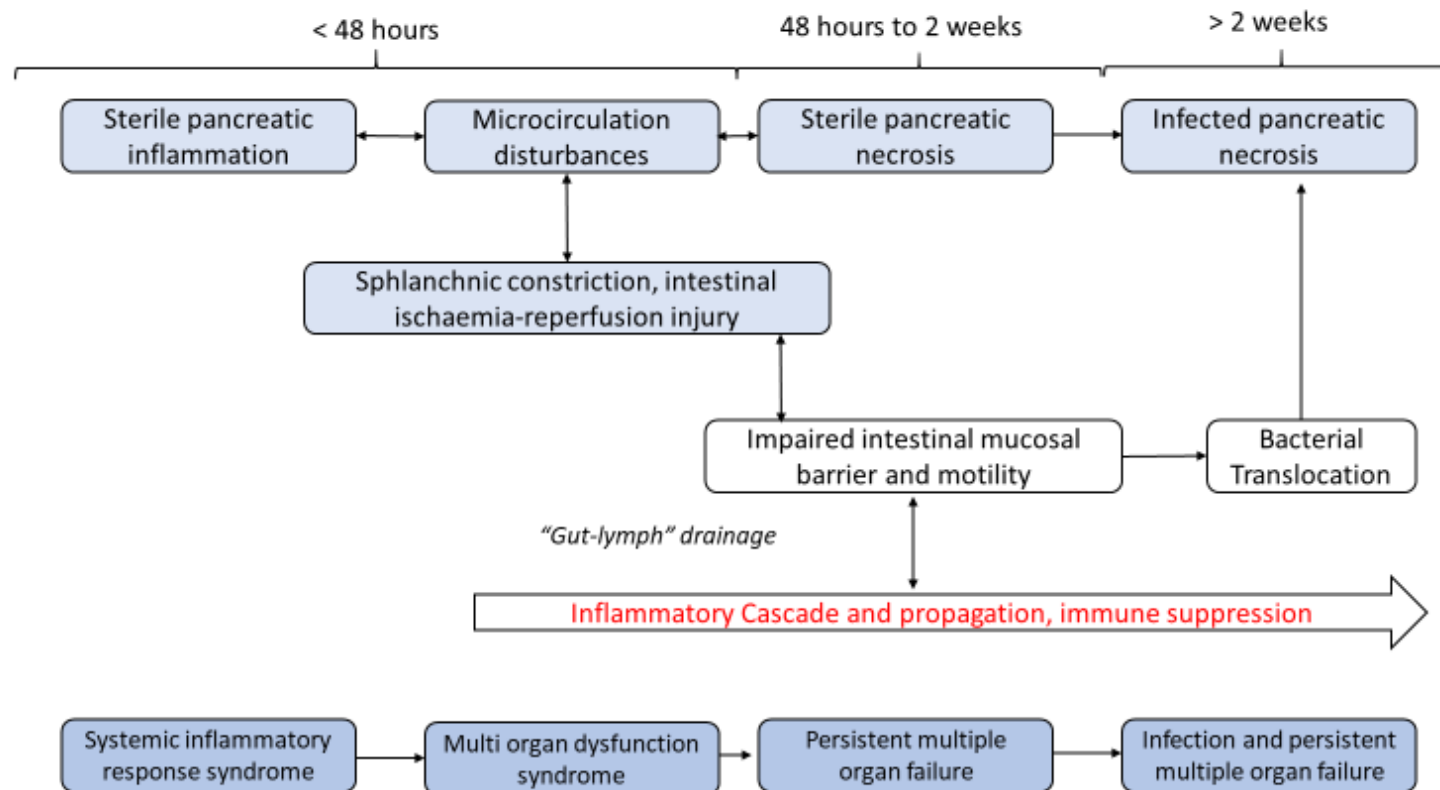 < 48 hours
48 hours to 2 weeks
> 2 weeks
Sterile pancreatic
inflammation
Microcirculation
disturbances
Sterile pancreatic
necrosis
Infected pancreatic
necrosis
Sphlanchnic constriction, intestinal
ischaemia-reperfusion injury
Impaired intestinal mucosal
barrier and motility
Bacterial
Translocation
“Gut-lymph” drainage
Inflammatory Cascade and propagation, immune suppression
Systemic inflammatory
response syndrome
Multi organ dysfunction
syndrome
Persistent multiple
organ failure
Infection and persistent
multiple organ failure